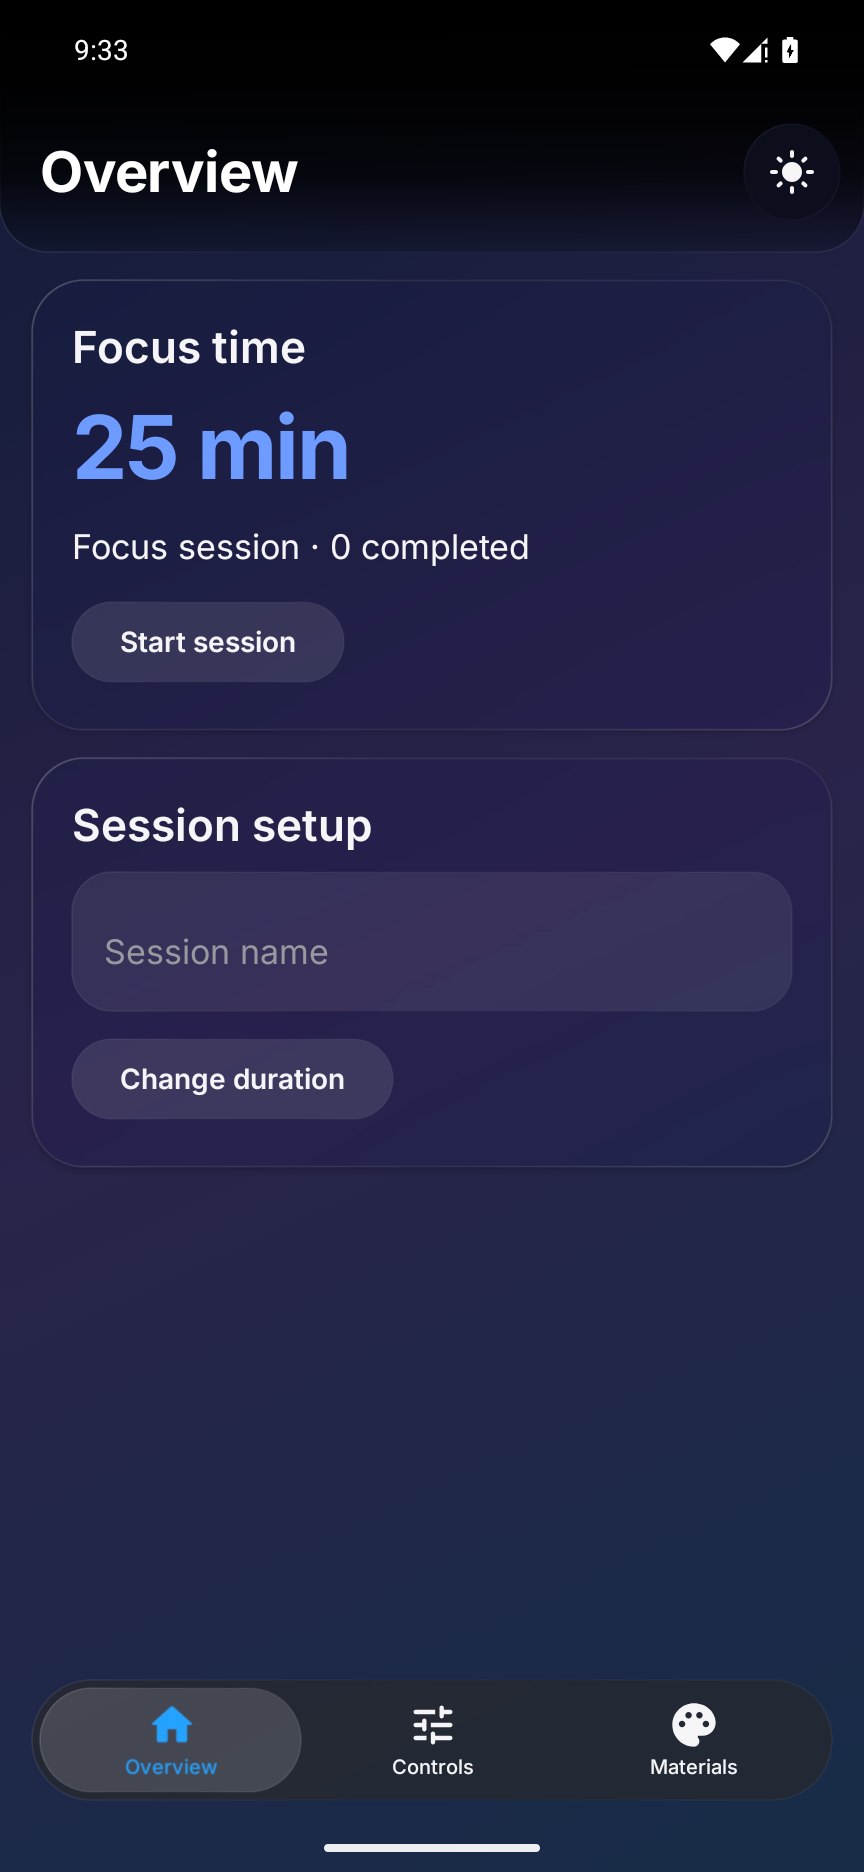 9:33
Overview
Focus time
25 min
Focus session · 0 completed
Start session
Session setup
Session name
Change duration
Overview
Controls
Materials